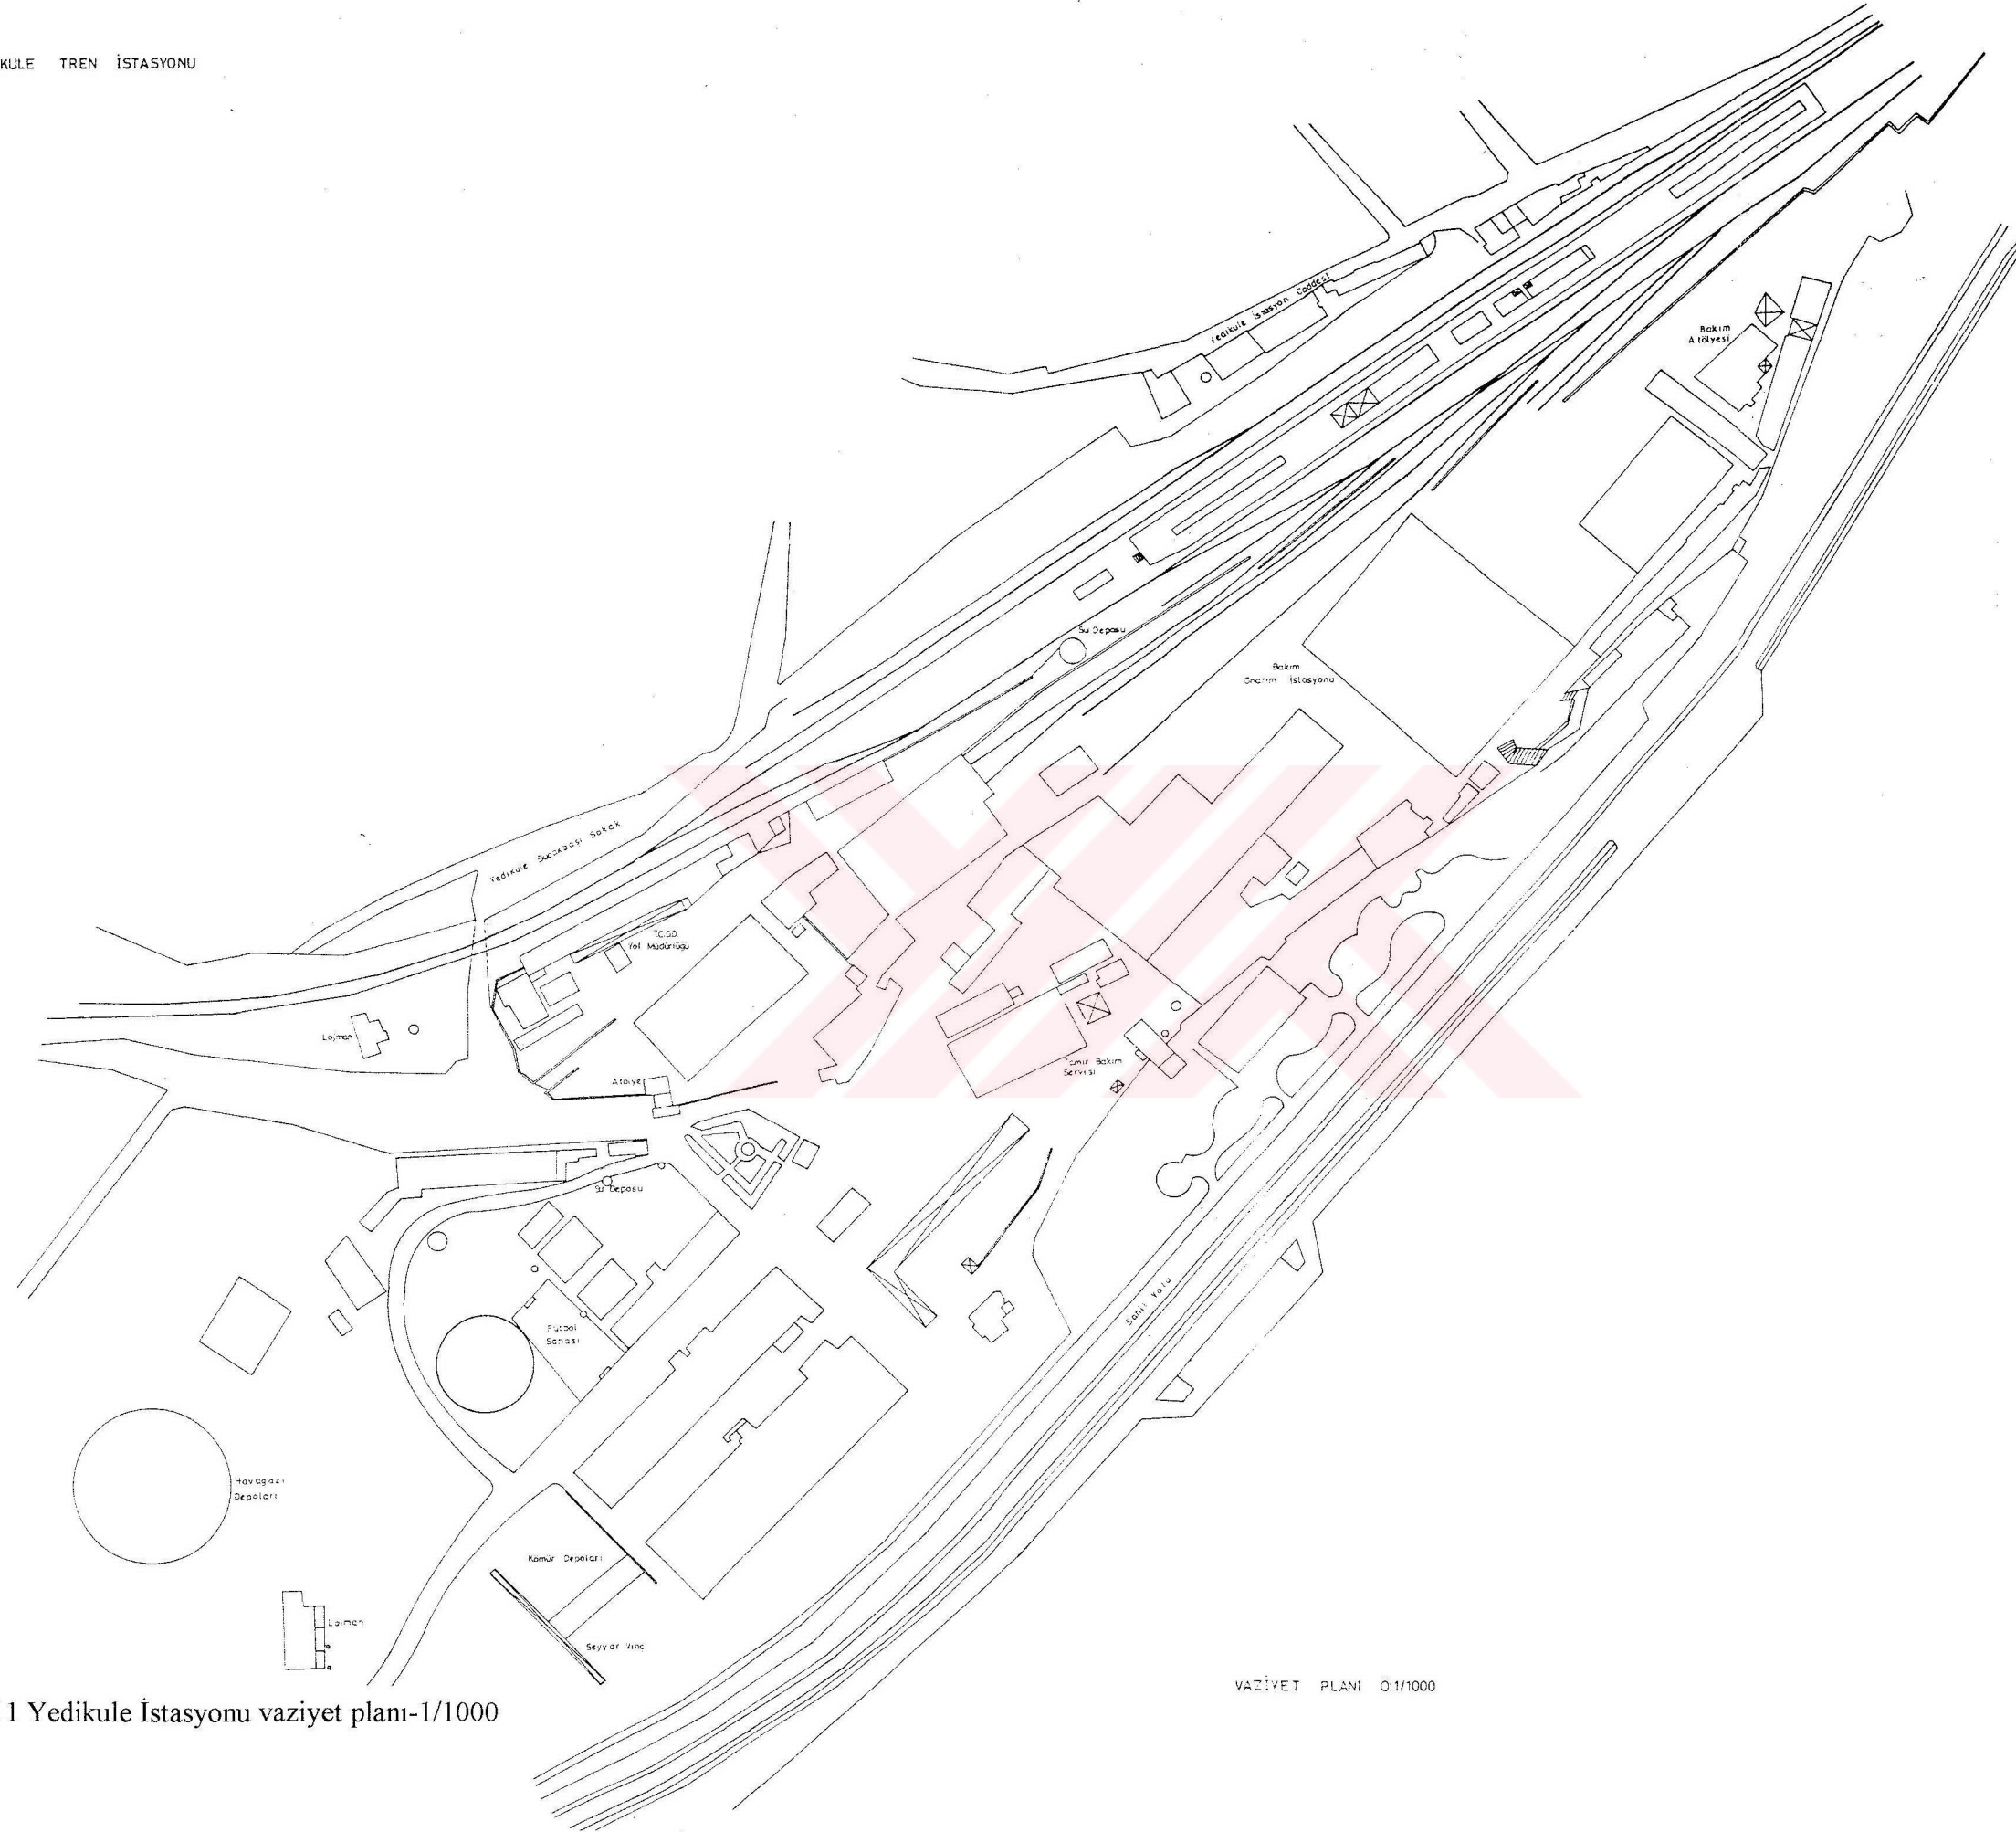 KULE TREN İSTASYONU
Yedikule İstasyon Caddesi
Bakım
Atölyesi
Su Deposu
Bakım
Onarım İstasyonu
Yedikule Sokak
T.C.D.D.
Yol Müdürlüğü
Lojman
Atölye
Tamir Bakım
Servisi
Su Deposu
Futbol
Sahası
Sahil Yolu
Havagazı
Depoları
Kömür Depoları
Lojman
Seyyar Vinç
VAZİYET PLANI Ö:1/1000
1 Yedikule İstasyonu vaziyet planı-1/1000